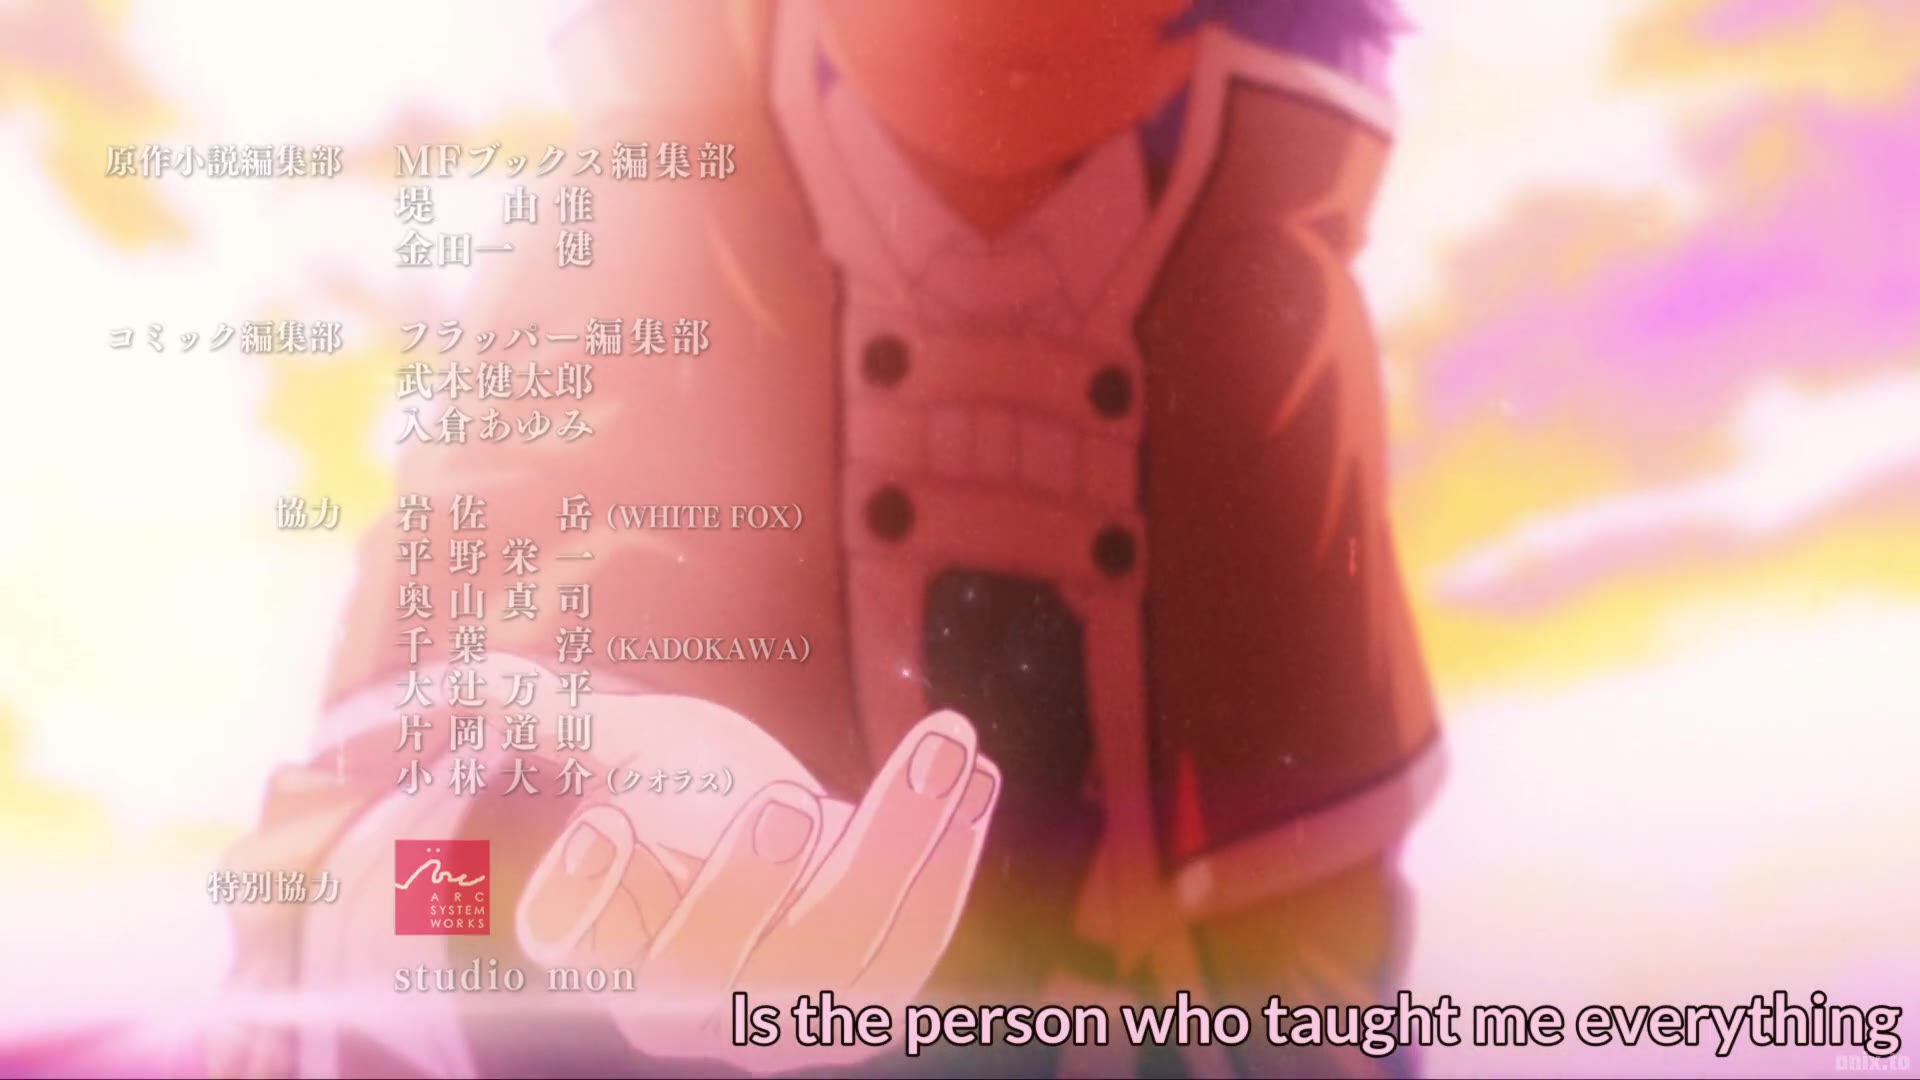 原作小説編集部 MFブックス編集部
堤 由惟
金田一 健
コミック編集部 フラッパー編集部
武本健太郎
入倉あゆみ
協力 岩佐 岳 (WHITE FOX)
平野栄一
奥山真司
千葉 淳 (KADOKAWA)
大辻万平
片岡道則
小林大介 (クオラス)
特別協力 ARC
SYSTEM
WORKS
studio mon
Is the person who taught me everything
anix.to